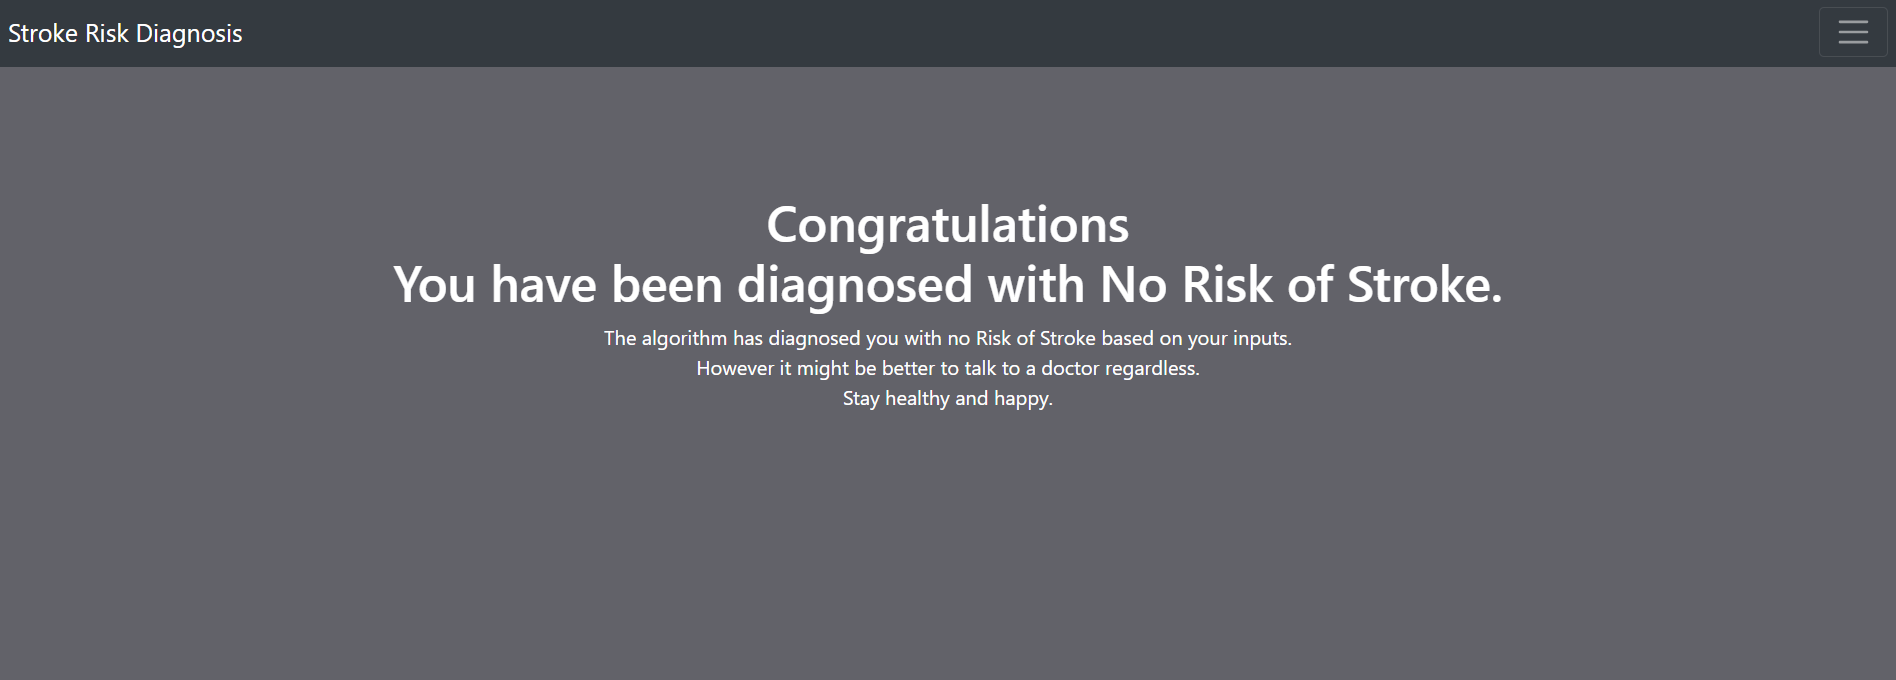 Stroke Risk Diagnosis
Congratulations
You have been diagnosed with No Risk of Stroke.
The algorithm has diagnosed you with no Risk of Stroke based on your inputs.
However it might be better to talk to a doctor regardless.
Stay healthy and happy.